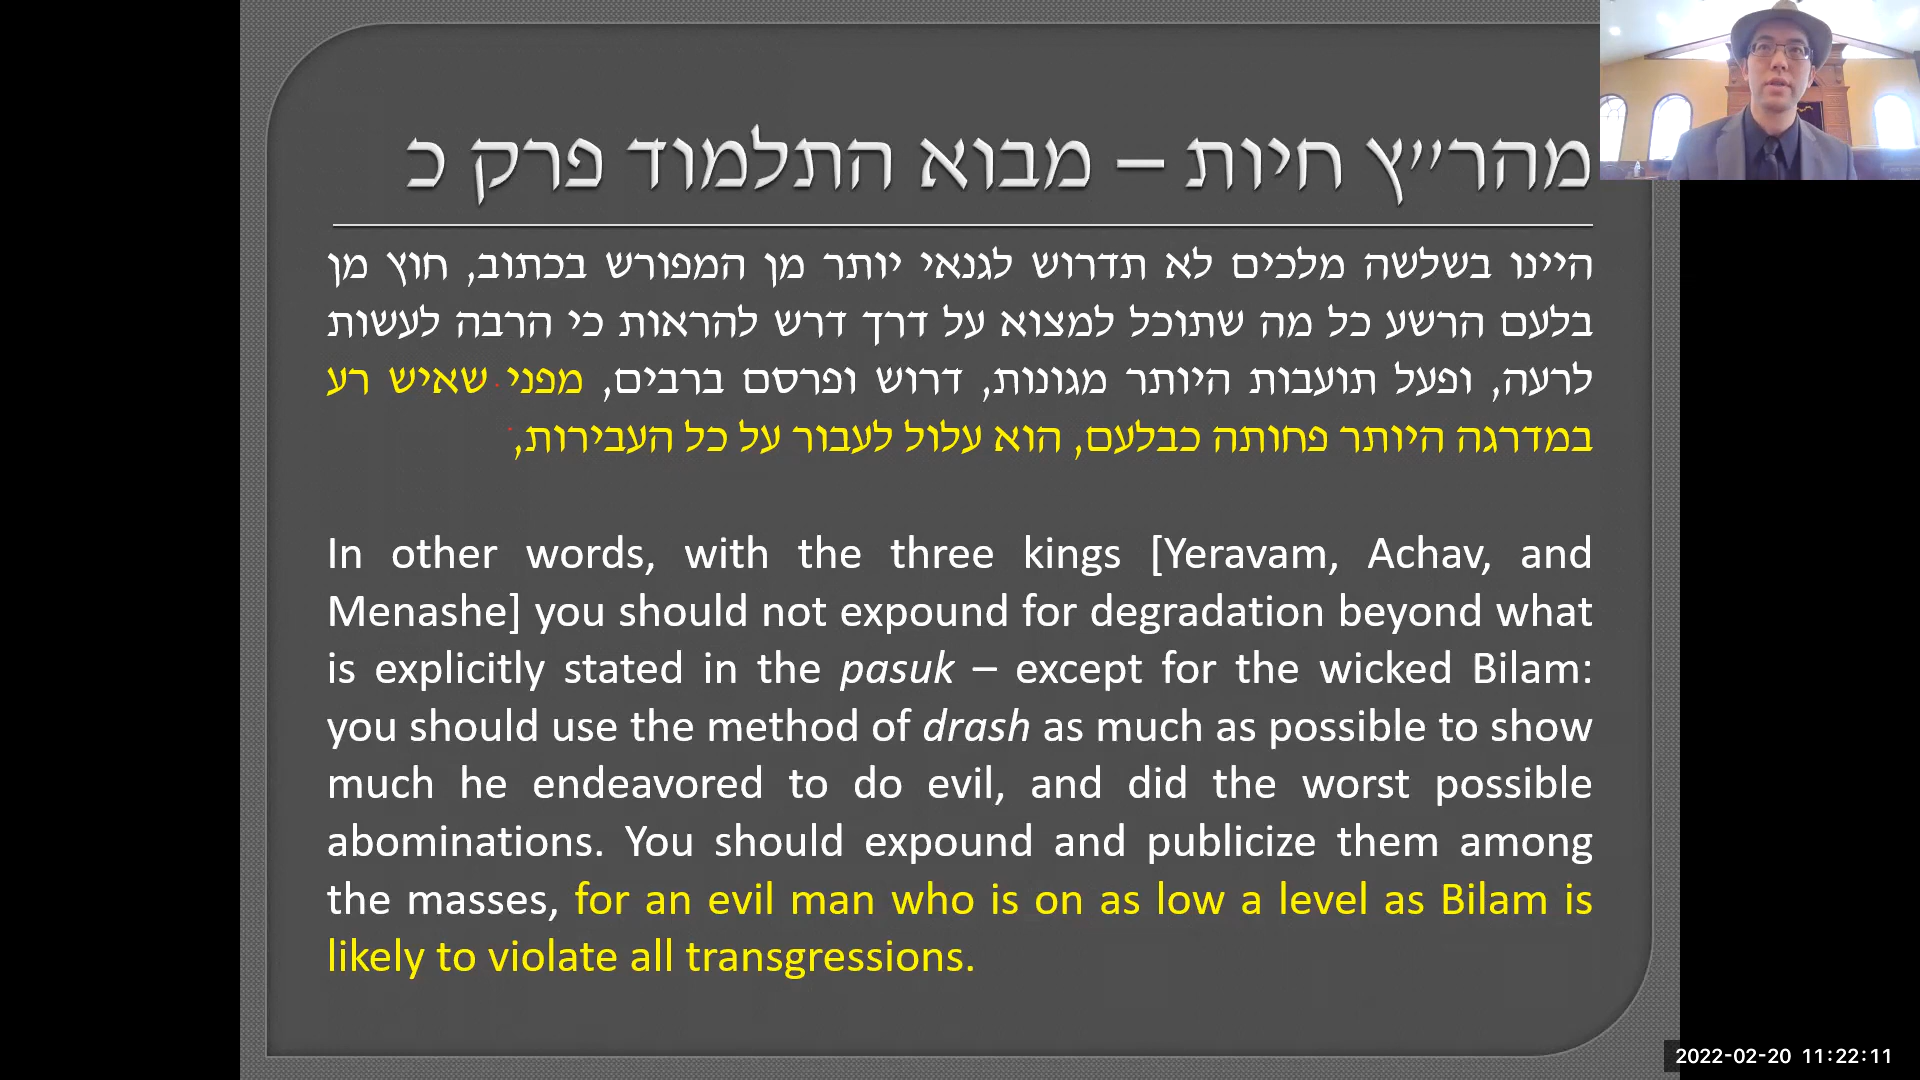 מהר״ץ חיות – מבוא התלמוד פרק כ
היינו בשלשה מלכים לא תדרוש לגנאי יותר מן המפורש בכתוב, חוץ מן
בלעם הרשע כל מה שתוכל למצוא על דרך דרש להראות כי הרבה לעשות
לרעה, ופעל תועבות היותר מגונות, דרוש ופרסם ברבים, מפני שאיש רע
במדרגה היותר פחותה כבלעם, הוא עלול לעבור על כל העבירות,
In other words, with the three kings [Yeravam, Achav, and
Menashe] you should not expound for degradation beyond what
is explicitly stated in the pasuk – except for the wicked Bilam:
you should use the method of drash as much as possible to show
much he endeavored to do evil, and did the worst possible
abominations. You should expound and publicize them among
the masses, for an evil man who is on as low a level as Bilam is
likely to violate all transgressions.
2022-02-20 11:22:11